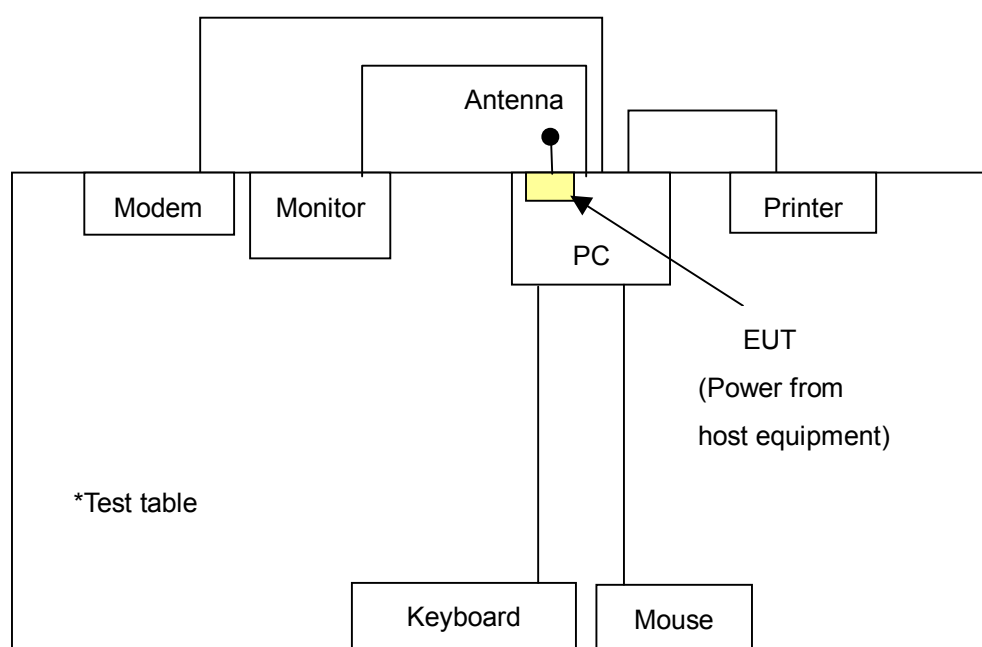 Antenna
Modem
Monitor
Printer
PC
EUT
(Power from
host equipment)
*Test table
Keyboard
Mouse